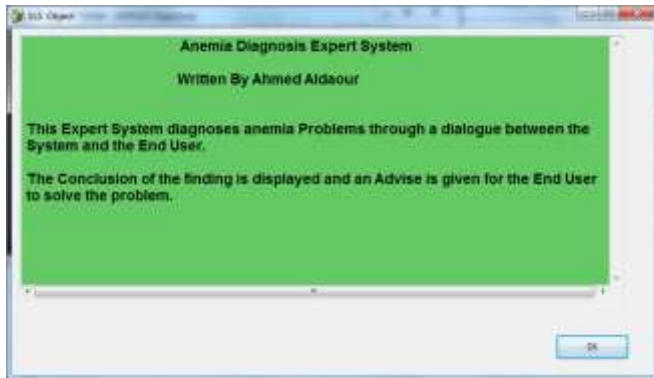 SL5 Object
Anemia Diagnosis Expert System
Written By Ahmed Aldaour
This Expert System diagnoses anemia Problems through a dialogue between the
System and the End User.
The Conclusion of the finding is displayed and an Advise is given for the End User
to solve the problem.
OK